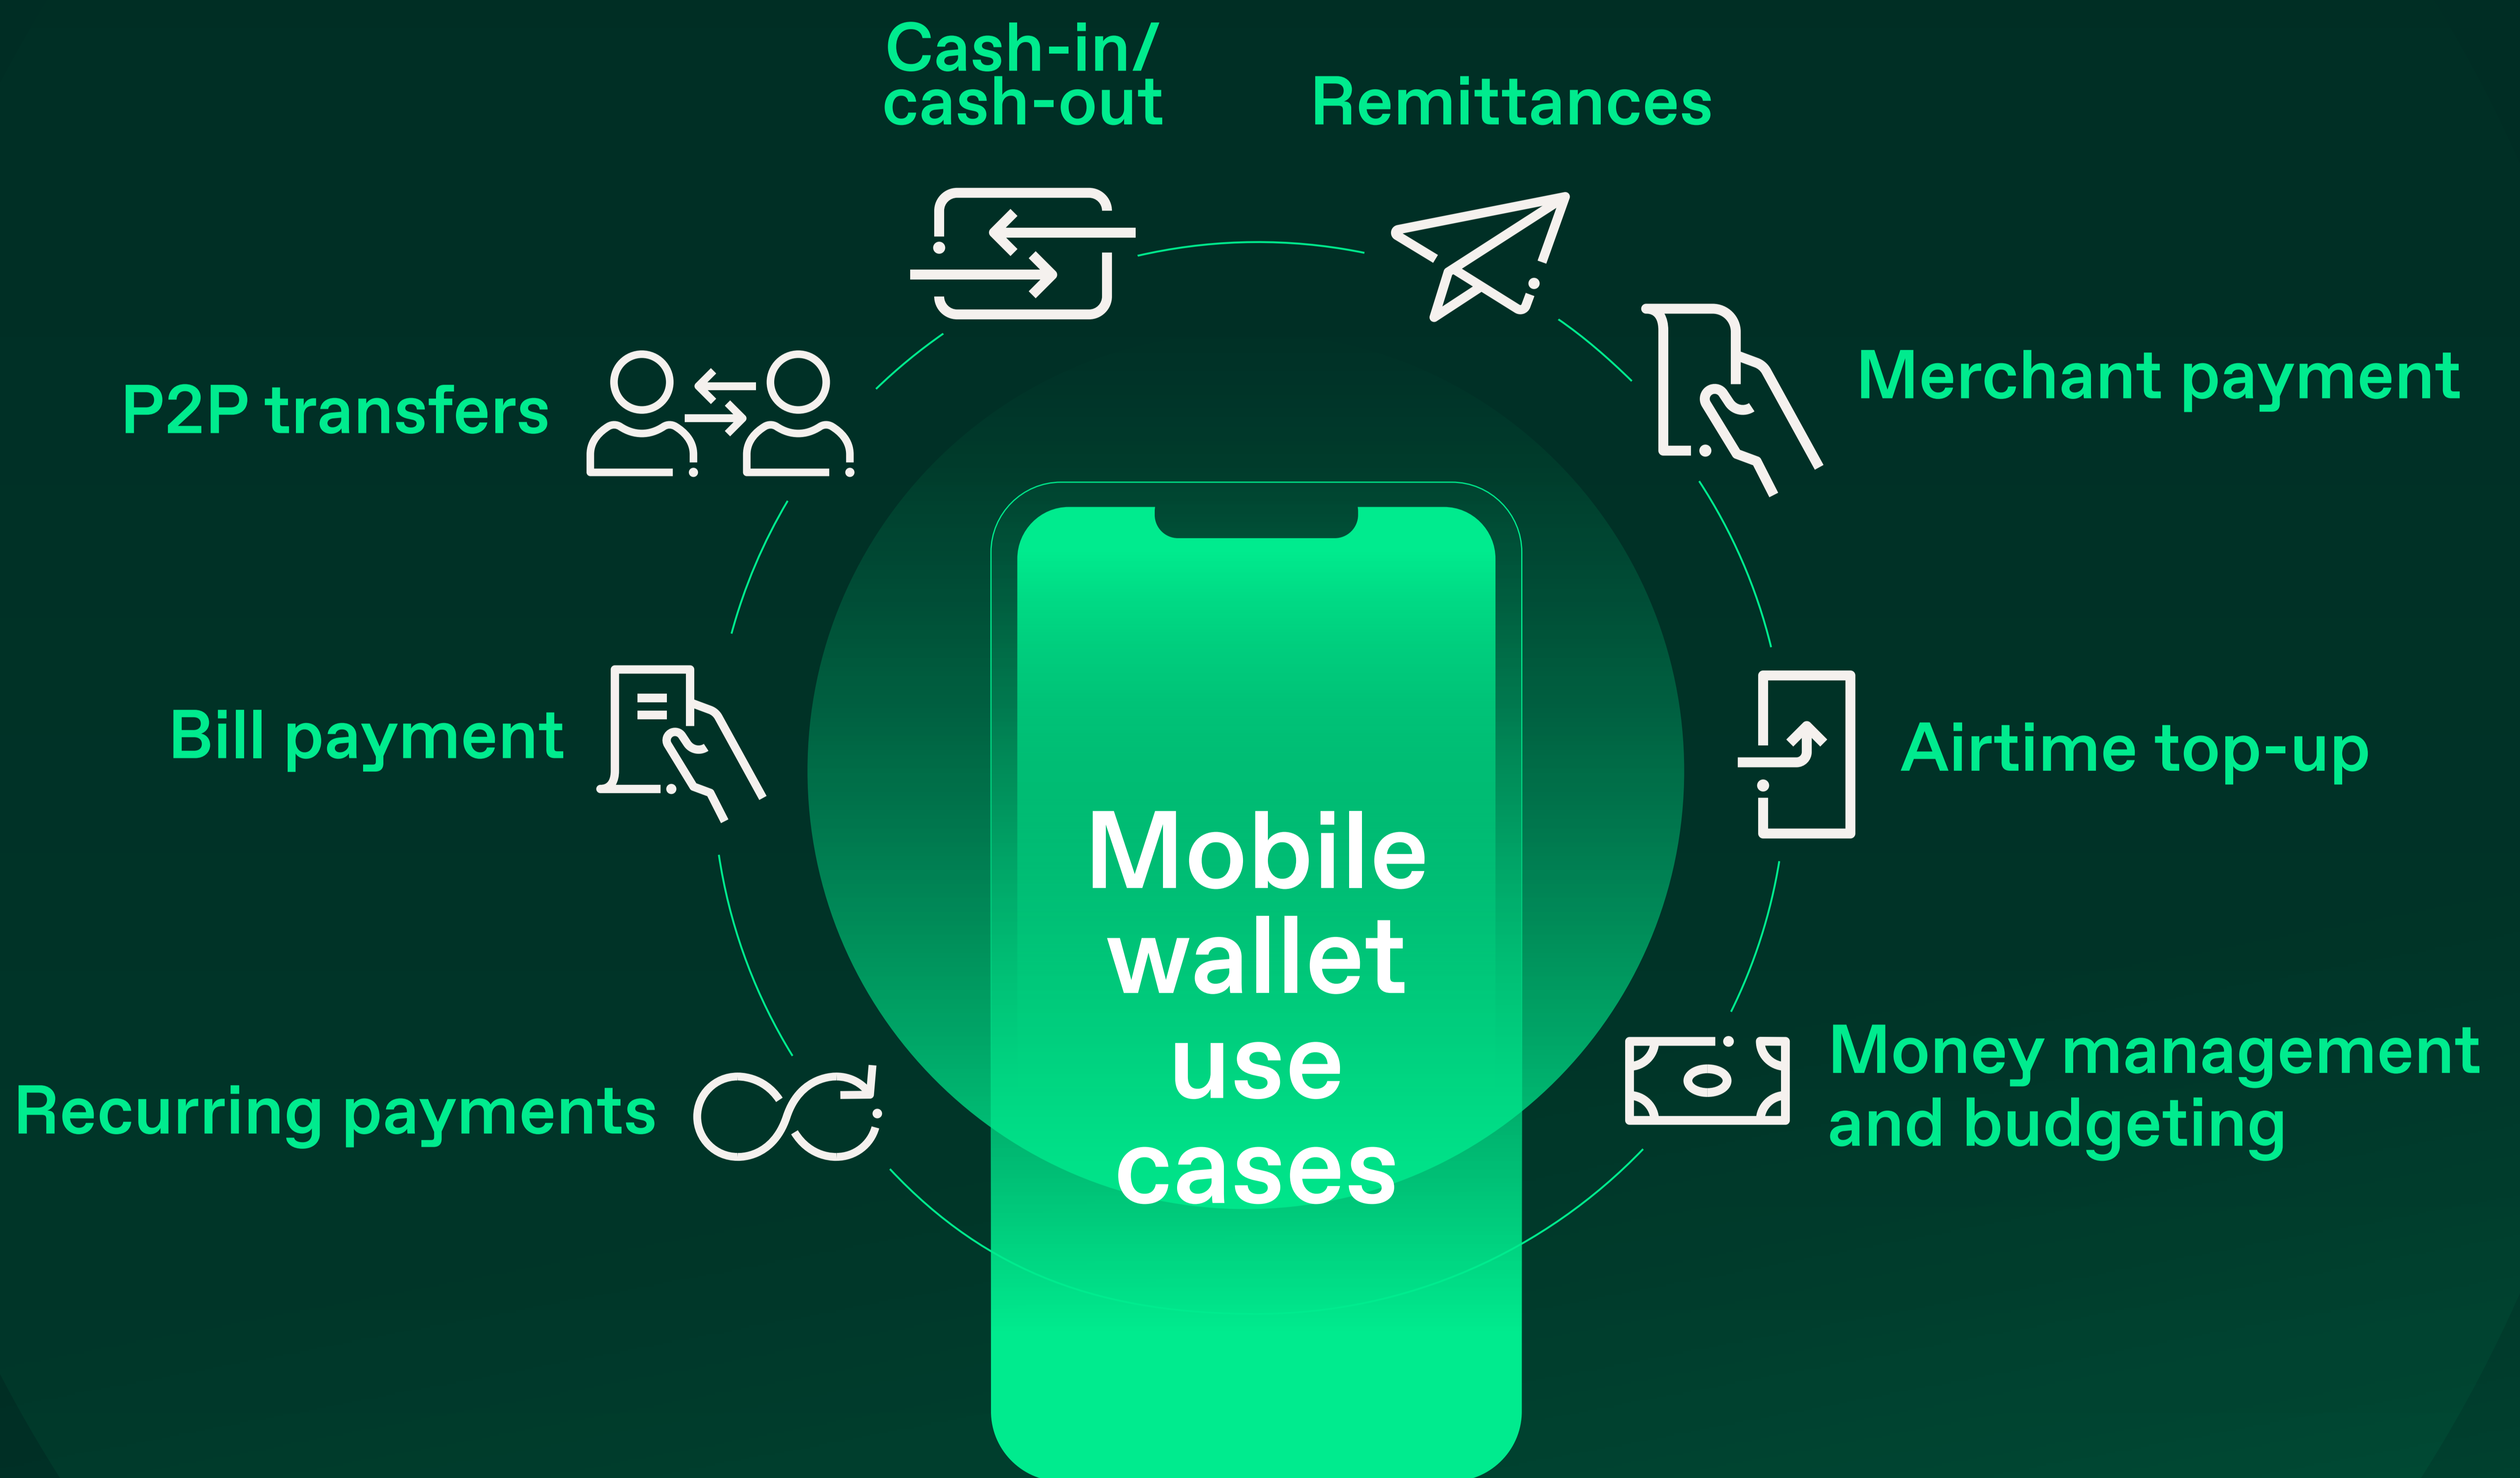 Cash-in/
cash-out
Remittances
Merchant payment
P2P transfers
Bill payment
Airtime top-up
Mobile
wallet
use
cases
Money management
and budgeting
Recurring payments